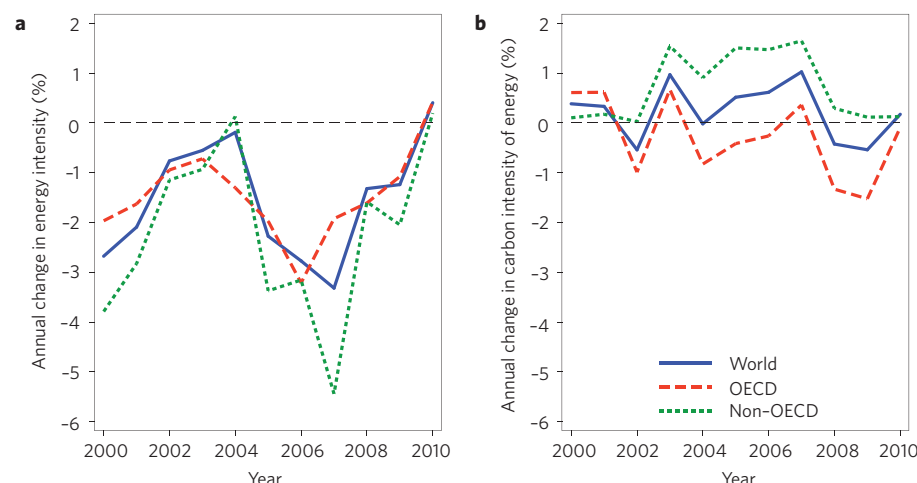 a
Annual change in energy intensity (%)
2
1
0
-1
-2
-3
-4
-5
-6
2000 2002 2004 2006 2008 2010
Year
b
Annual change in carbon intensity of energy (%)
2
1
0
-1
-2
-3
-4
-5
-6
World
OECD
Non–OECD
2000 2002 2004 2006 2008 2010
Year